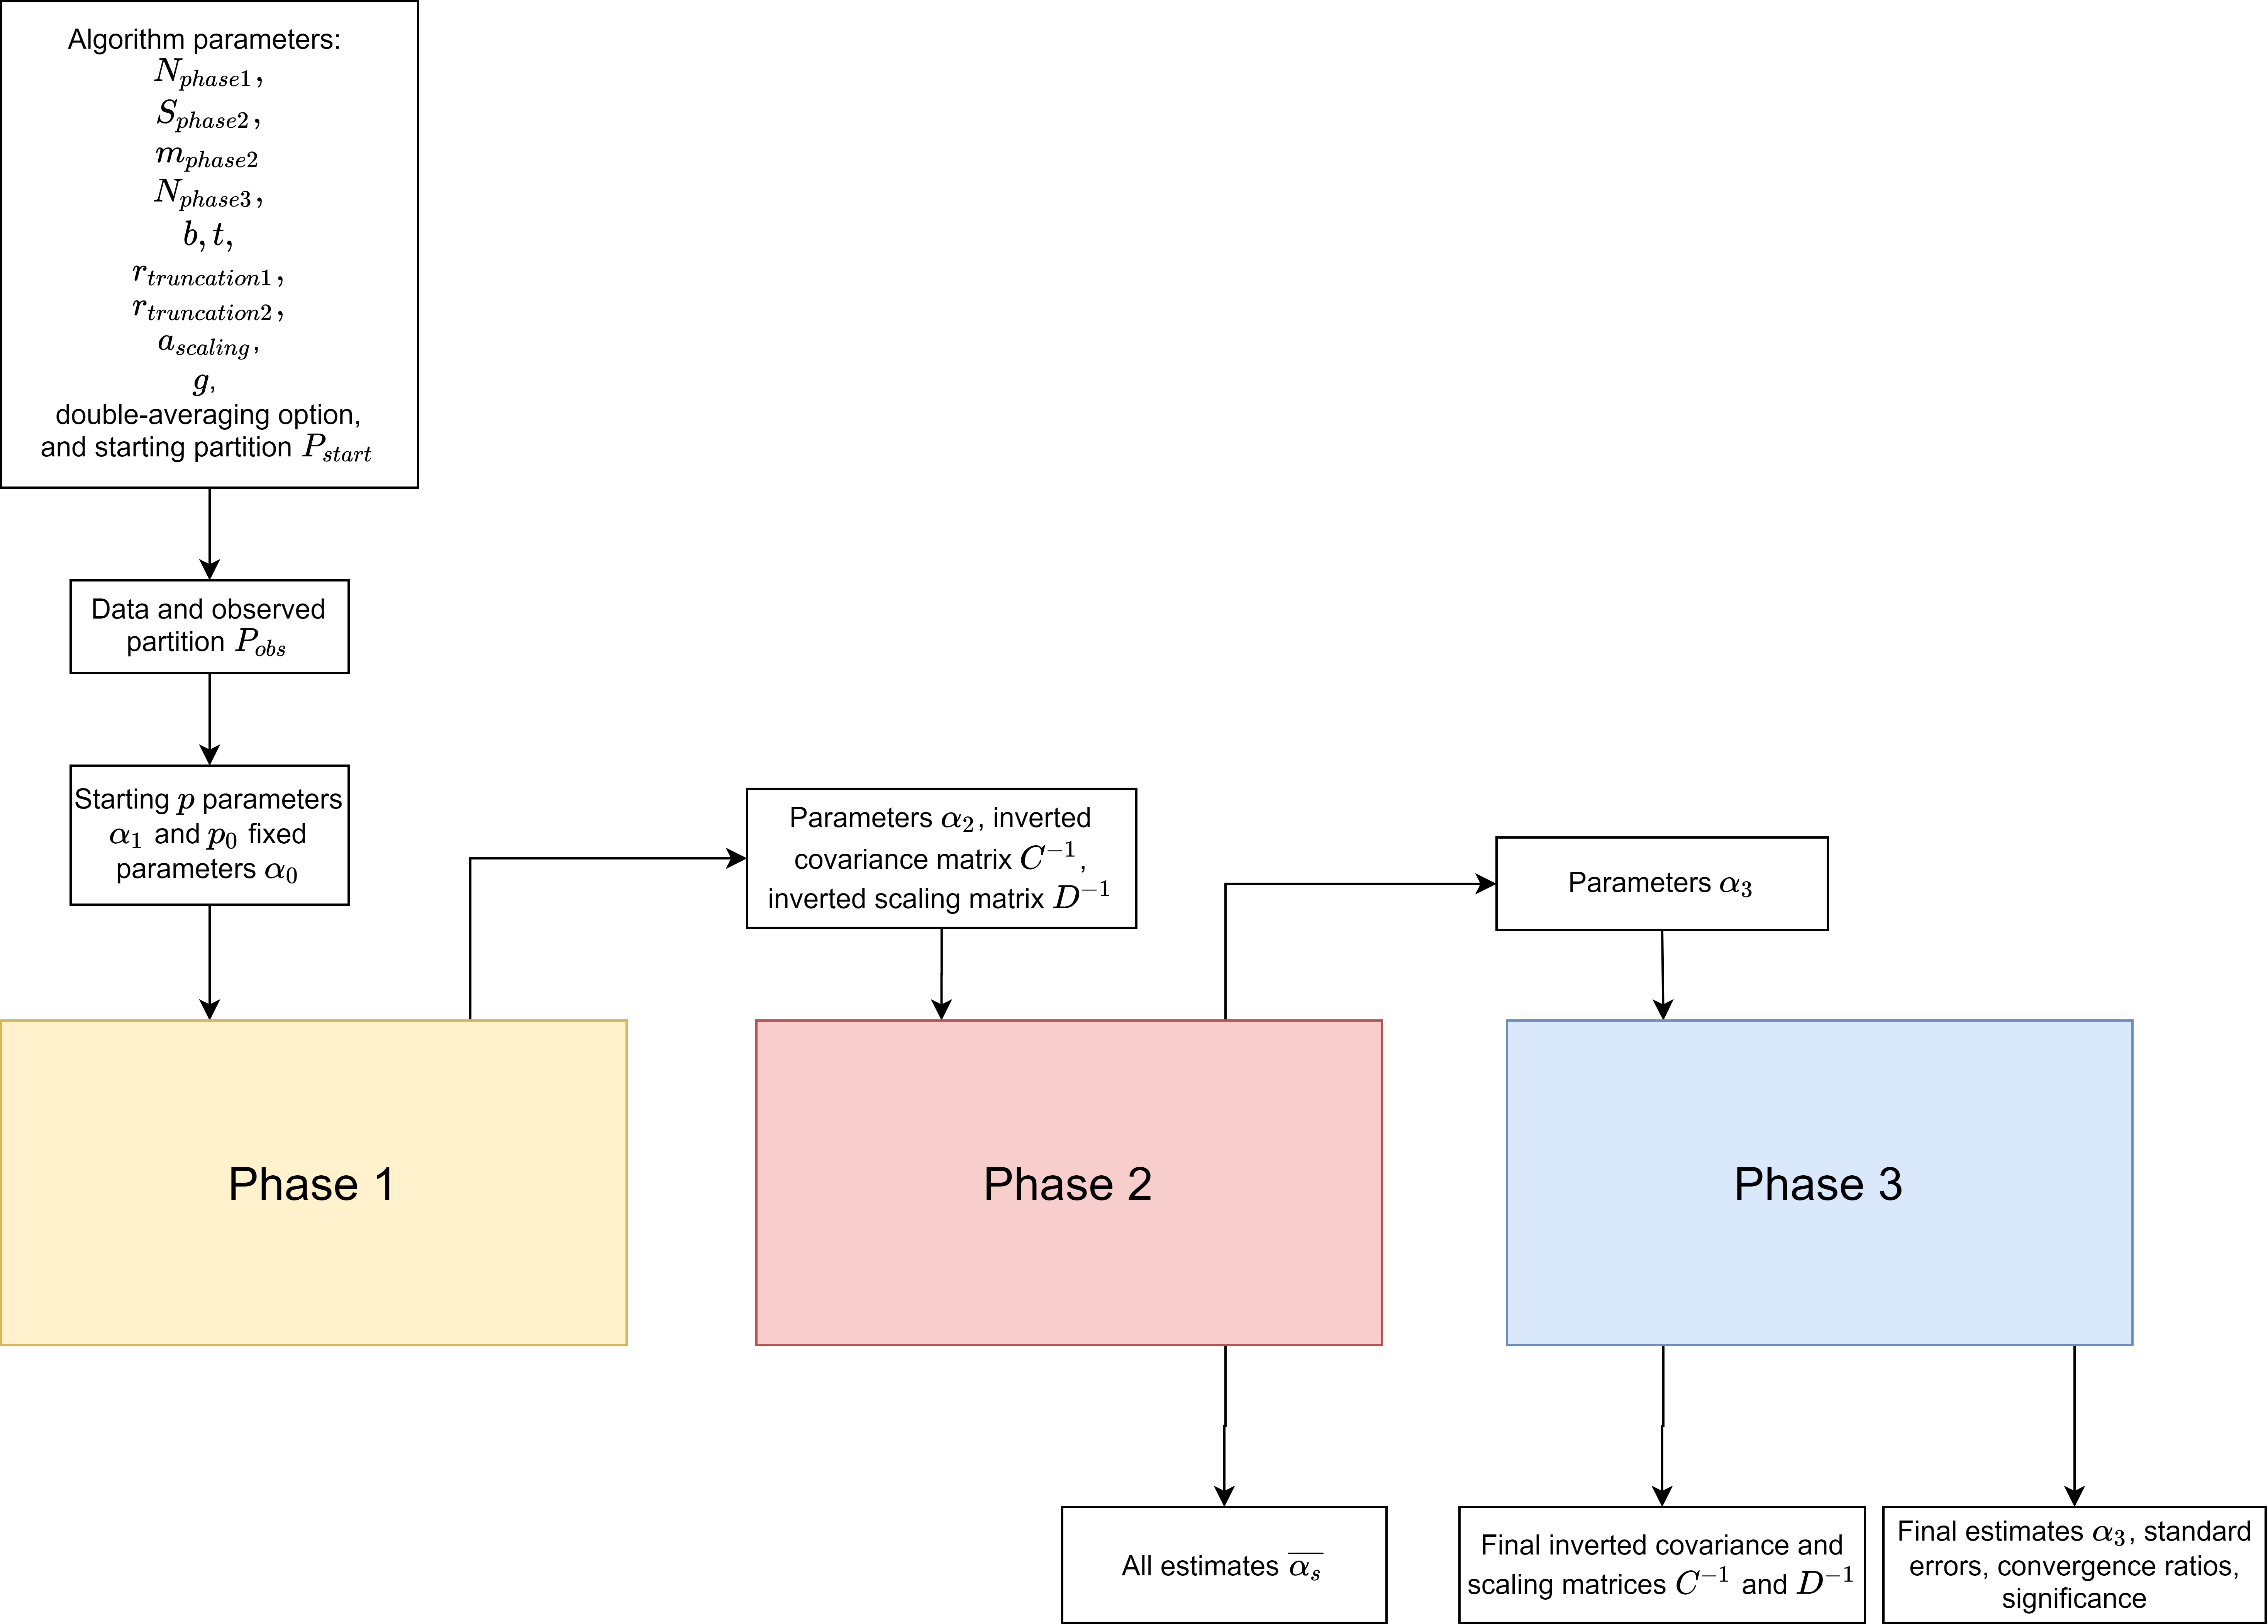 Algorithm parameters:
$N_{phase1},$
$S_{phase2},$
$m_{phase2}$
$N_{phase3},$
$b, t,$
$r_{truncation1},$
$r_{truncation2},$
$a_{scaling}$,
$g$,
double-averaging option,
and starting partition $P_{start}$
Data and observed
partition $P_{obs}$
Starting $p$ parameters
$\alpha_1$ and $p_0$ fixed
parameters $\alpha_0$
Parameters $\alpha_2$, inverted
covariance matrix $C^{-1}$,
inverted scaling matrix $D^{-1}$
Parameters $\alpha_3$
Phase 1
Phase 2
Phase 3
All estimates $\overline{\alpha_s}$
Final inverted covariance and
scaling matrices $C^{-1}$ and $D^{-1}$
Final estimates $\alpha_3$, standard
errors, convergence ratios,
significance